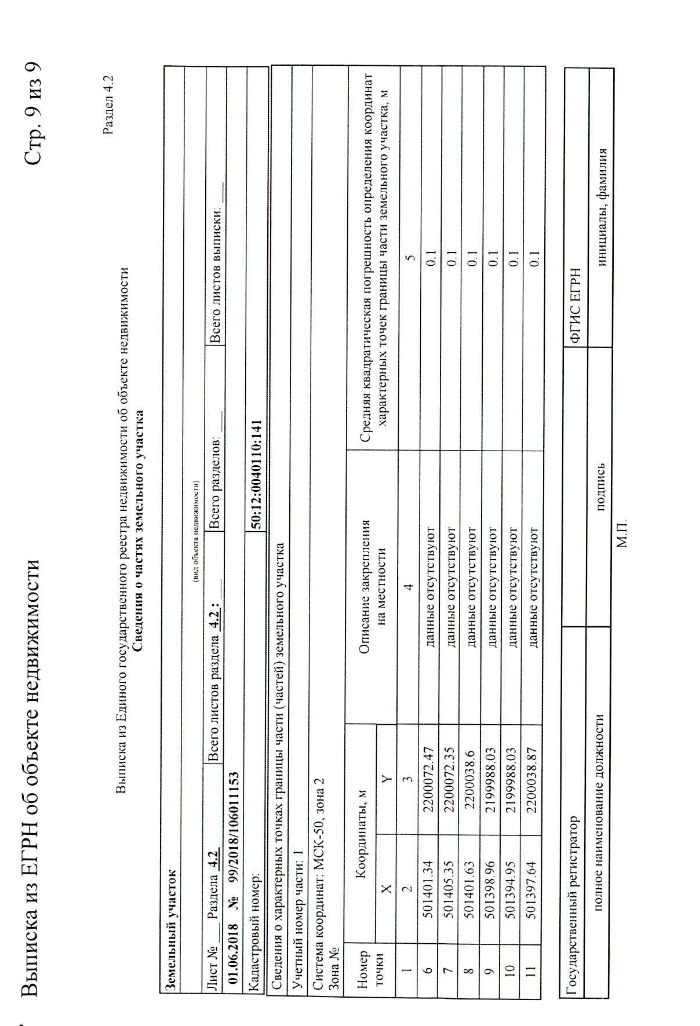 Выписка из ЕГРН об объекте недвижимости Стр. 9 из 9
Раздел 4.2
Выписка из Единого государственного реестра недвижимости об объекте недвижимости
Сведения о частях земельного участка
Земельный участок
(вид объекта недвижимости)
Лист № ___ Раздела 4.2 Всего листов раздела 4.2 : ___ Всего разделов: ___ Всего листов выписки: ___
01.06.2018 № 99/2018/106011153
Кадастровый номер: 50:12:0040110:141
Сведения о характерных точках границы части (частей) земельного участка
Учетный номер части: 1
Система координат: МСК-50, зона 2
Зона №
Номер точки Координаты, м Описание закрепления на местности Средняя квадратическая погрешность определения координат характерных точек границы части земельного участка, м
X Y
1 2 3 4 5
6 501401.34 2200072.47 данные отсутствуют 0.1
7 501405.35 2200072.35 данные отсутствуют 0.1
8 501401.63 2200038.6 данные отсутствуют 0.1
9 501398.96 2199988.03 данные отсутствуют 0.1
10 501394.95 2199988.03 данные отсутствуют 0.1
11 501397.64 2200038.87 данные отсутствуют 0.1
Государственный регистратор ФГИС ЕГРН
полное наименование должности подпись инициалы, фамилия
М.П.